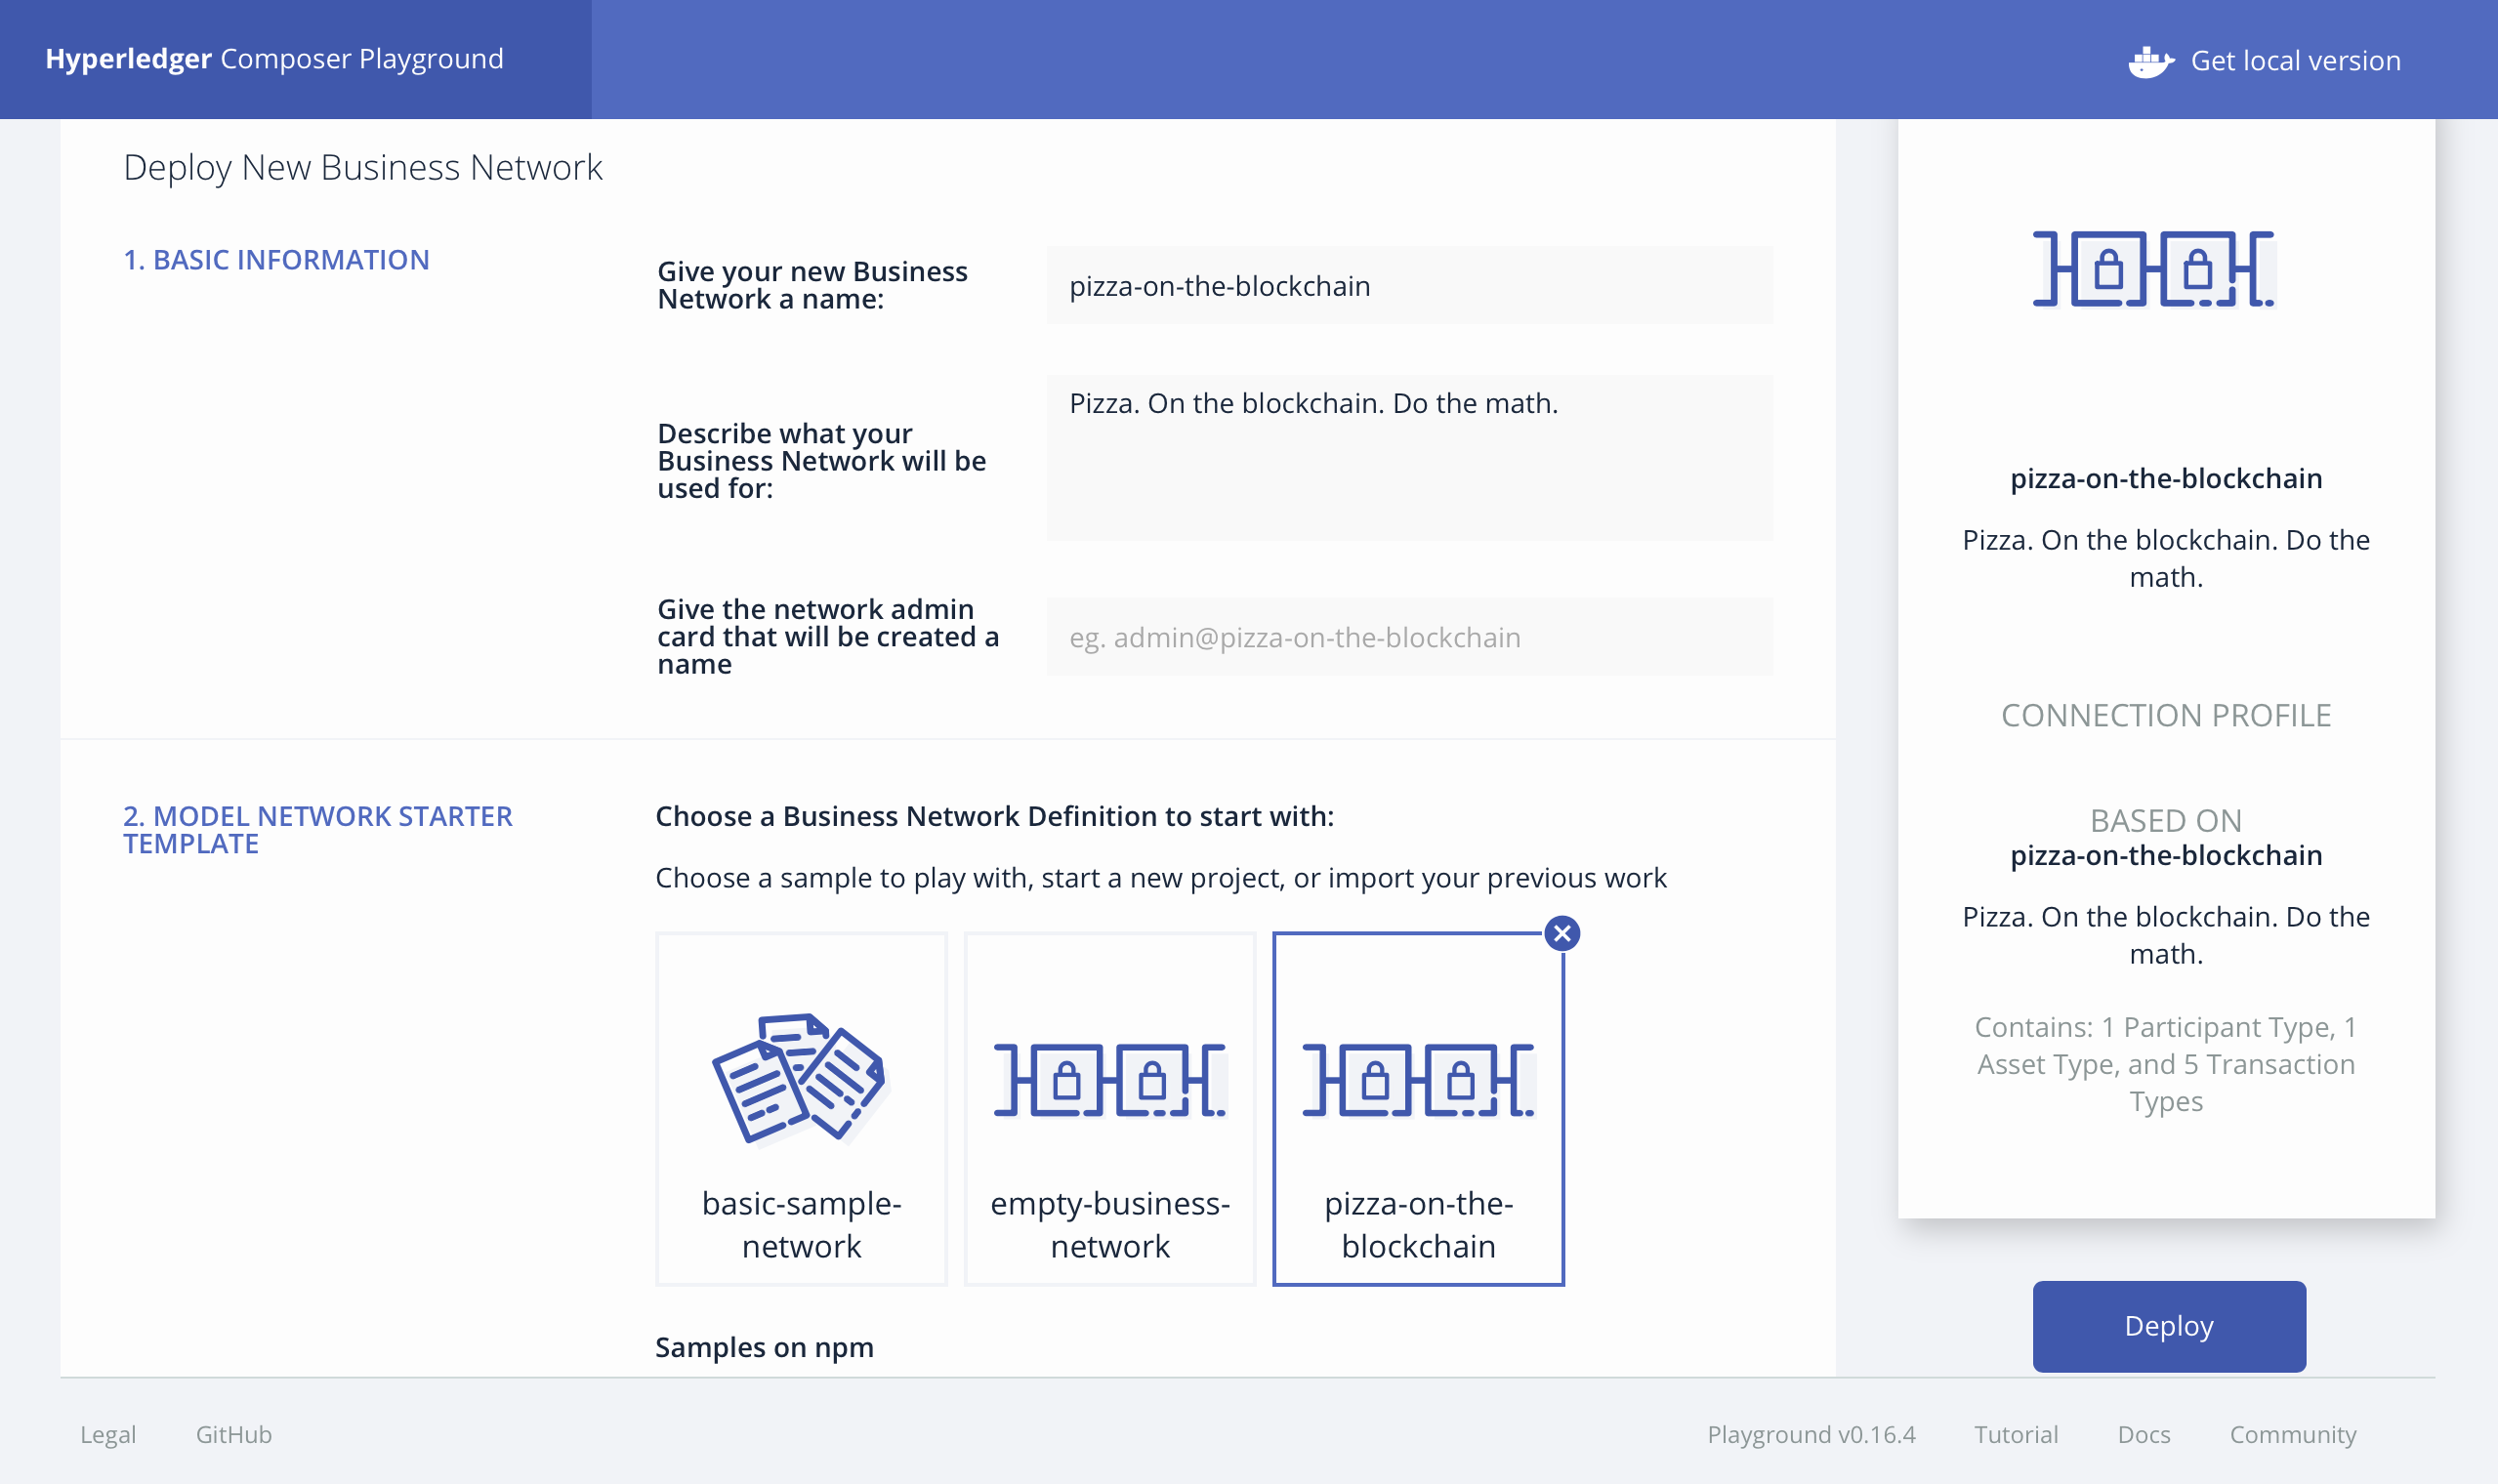 Hyperledger Composer Playground
Get local version
Deploy New Business Network
1. BASIC INFORMATION
Give your new Business
Network a name:
pizza-on-the-blockchain
Describe what your
Business Network will be
used for:
Pizza. On the blockchain. Do the math.
Give the network admin
card that will be created a
name
eg. admin@pizza-on-the-blockchain
2. MODEL NETWORK STARTER
TEMPLATE
Choose a Business Network Definition to start with:
Choose a sample to play with, start a new project, or import your previous work
basic-sample-
network
empty-business-
network
pizza-on-the-
blockchain
Samples on npm
pizza-on-the-blockchain
Pizza. On the blockchain. Do the
math.
CONNECTION PROFILE
BASED ON
pizza-on-the-blockchain
Pizza. On the blockchain. Do the
math.
Contains: 1 Participant Type, 1
Asset Type, and 5 Transaction
Types
Deploy
Legal
GitHub
Playground v0.16.4
Tutorial
Docs
Community